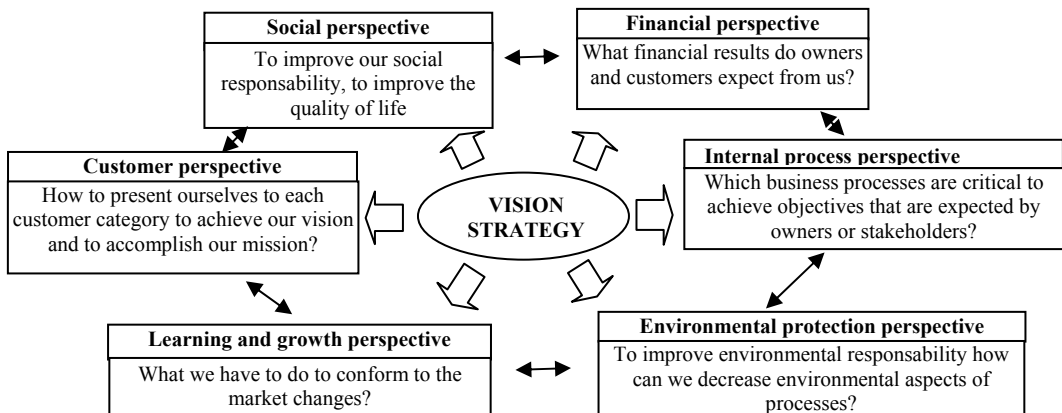 Social perspective
To improve our social
responsability, to improve the
quality of life
Financial perspective
What financial results do owners
and customers expect from us?
Customer perspective
How to present ourselves to each
customer category to achieve our vision
and to accomplish our mission?
VISION
STRATEGY
Internal process perspective
Which business processes are critical to
achieve objectives that are expected by
owners or stakeholders?
Learning and growth perspective
What we have to do to conform to the
market changes?
Environmental protection perspective
To improve environmental responsability how
can we decrease environmental aspects of
processes?